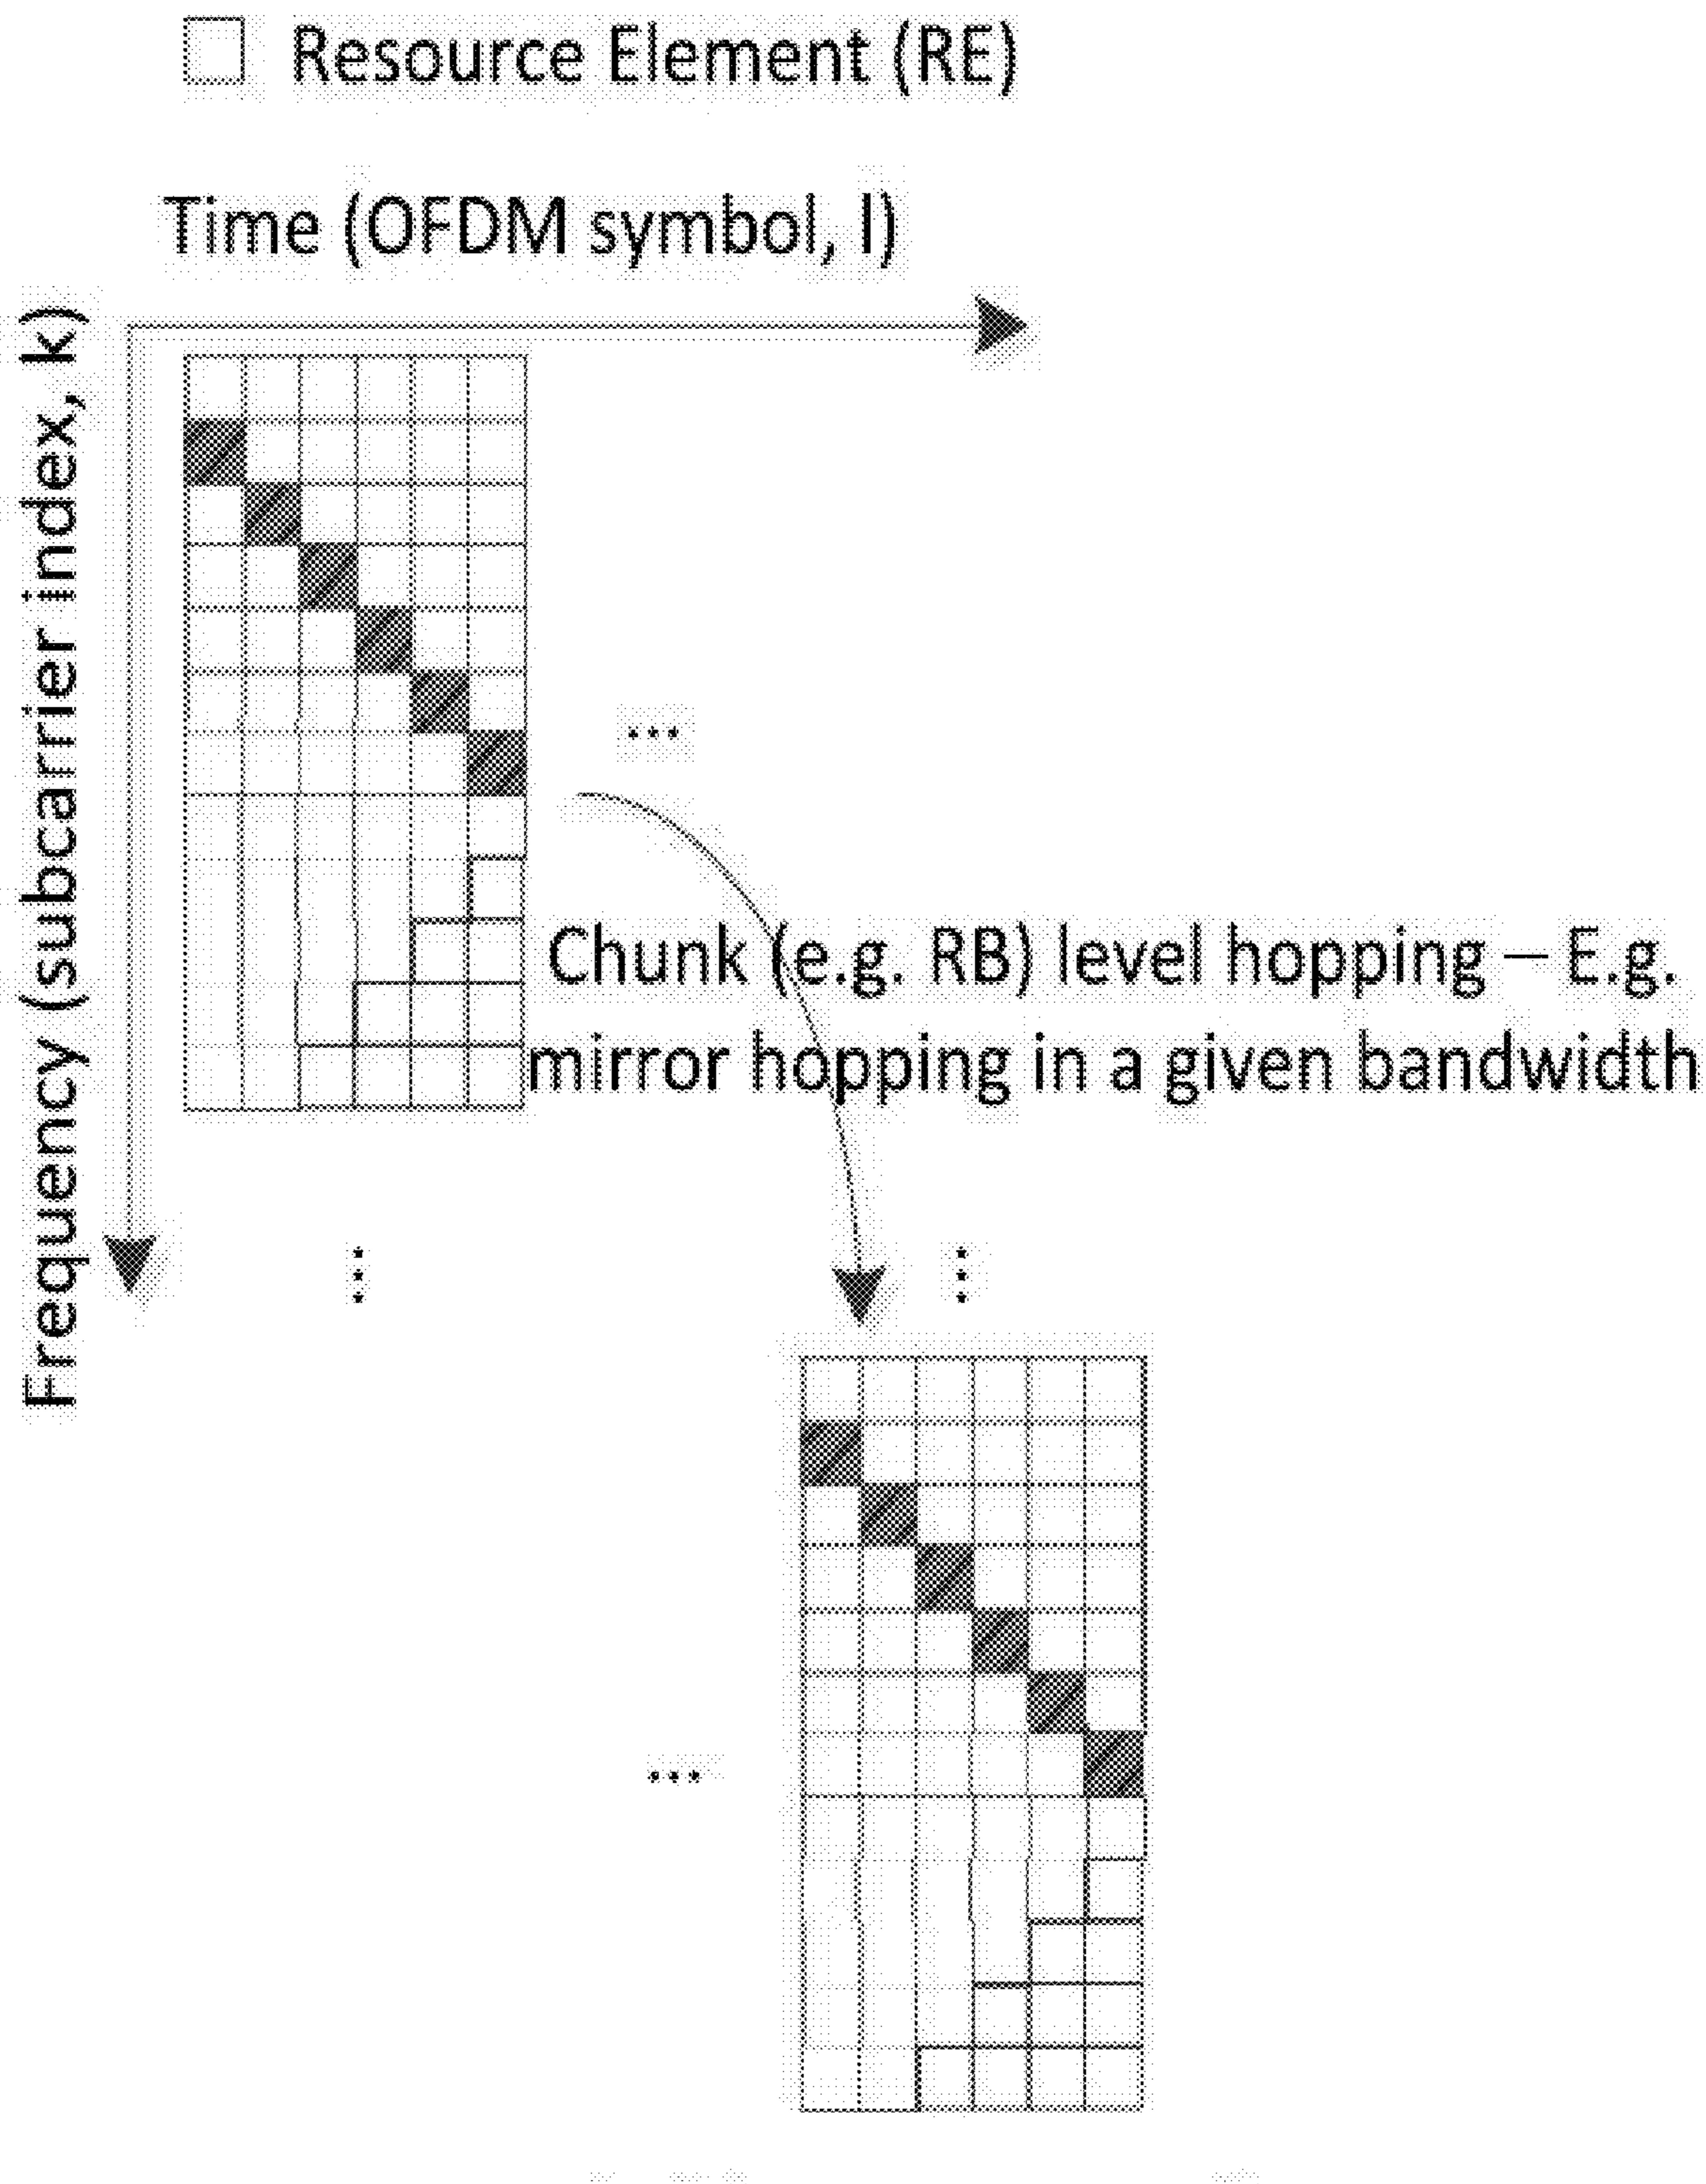 Resource Element (RE)
Time (OFDM symbol, l)
Frequency (subcarrier index, k)
...
Chunk (e.g. RB) level hopping – E.g.
mirror hopping in a given bandwidth
...
...
...